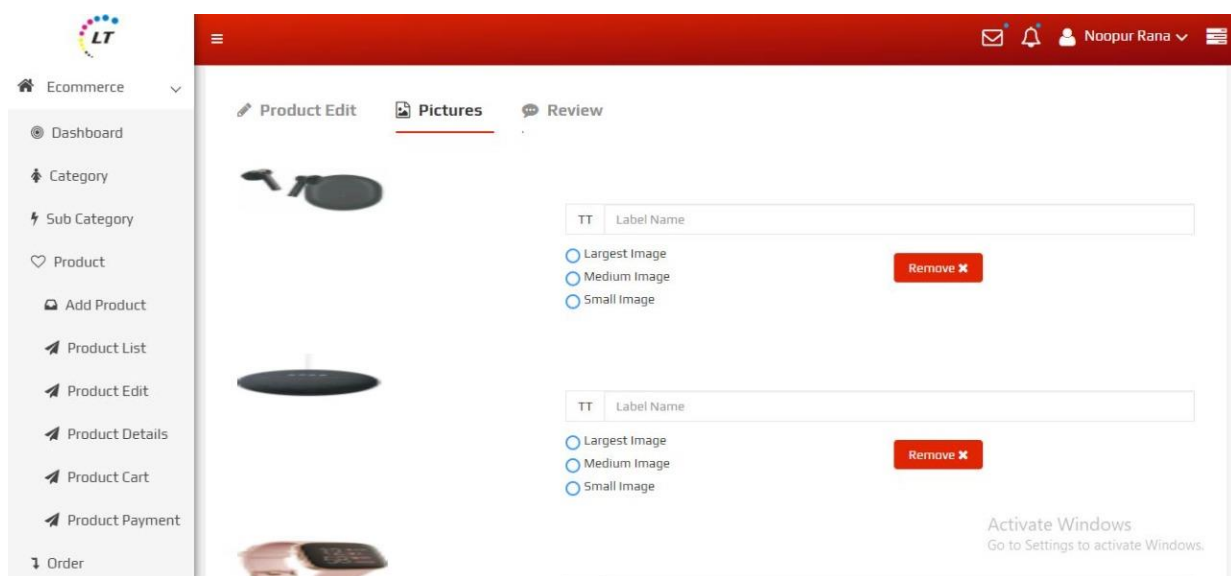 LT
Noopur Rana
Ecommerce
Dashboard
Category
Sub Category
Product
Add Product
Product List
Product Edit
Product Details
Product Cart
Product Payment
Order
Product Edit
Pictures
Review
TT Label Name
Largest Image
Medium Image
Small Image
Remove
TT Label Name
Largest Image
Medium Image
Small Image
Remove
Activate Windows
Go to Settings to activate Windows.